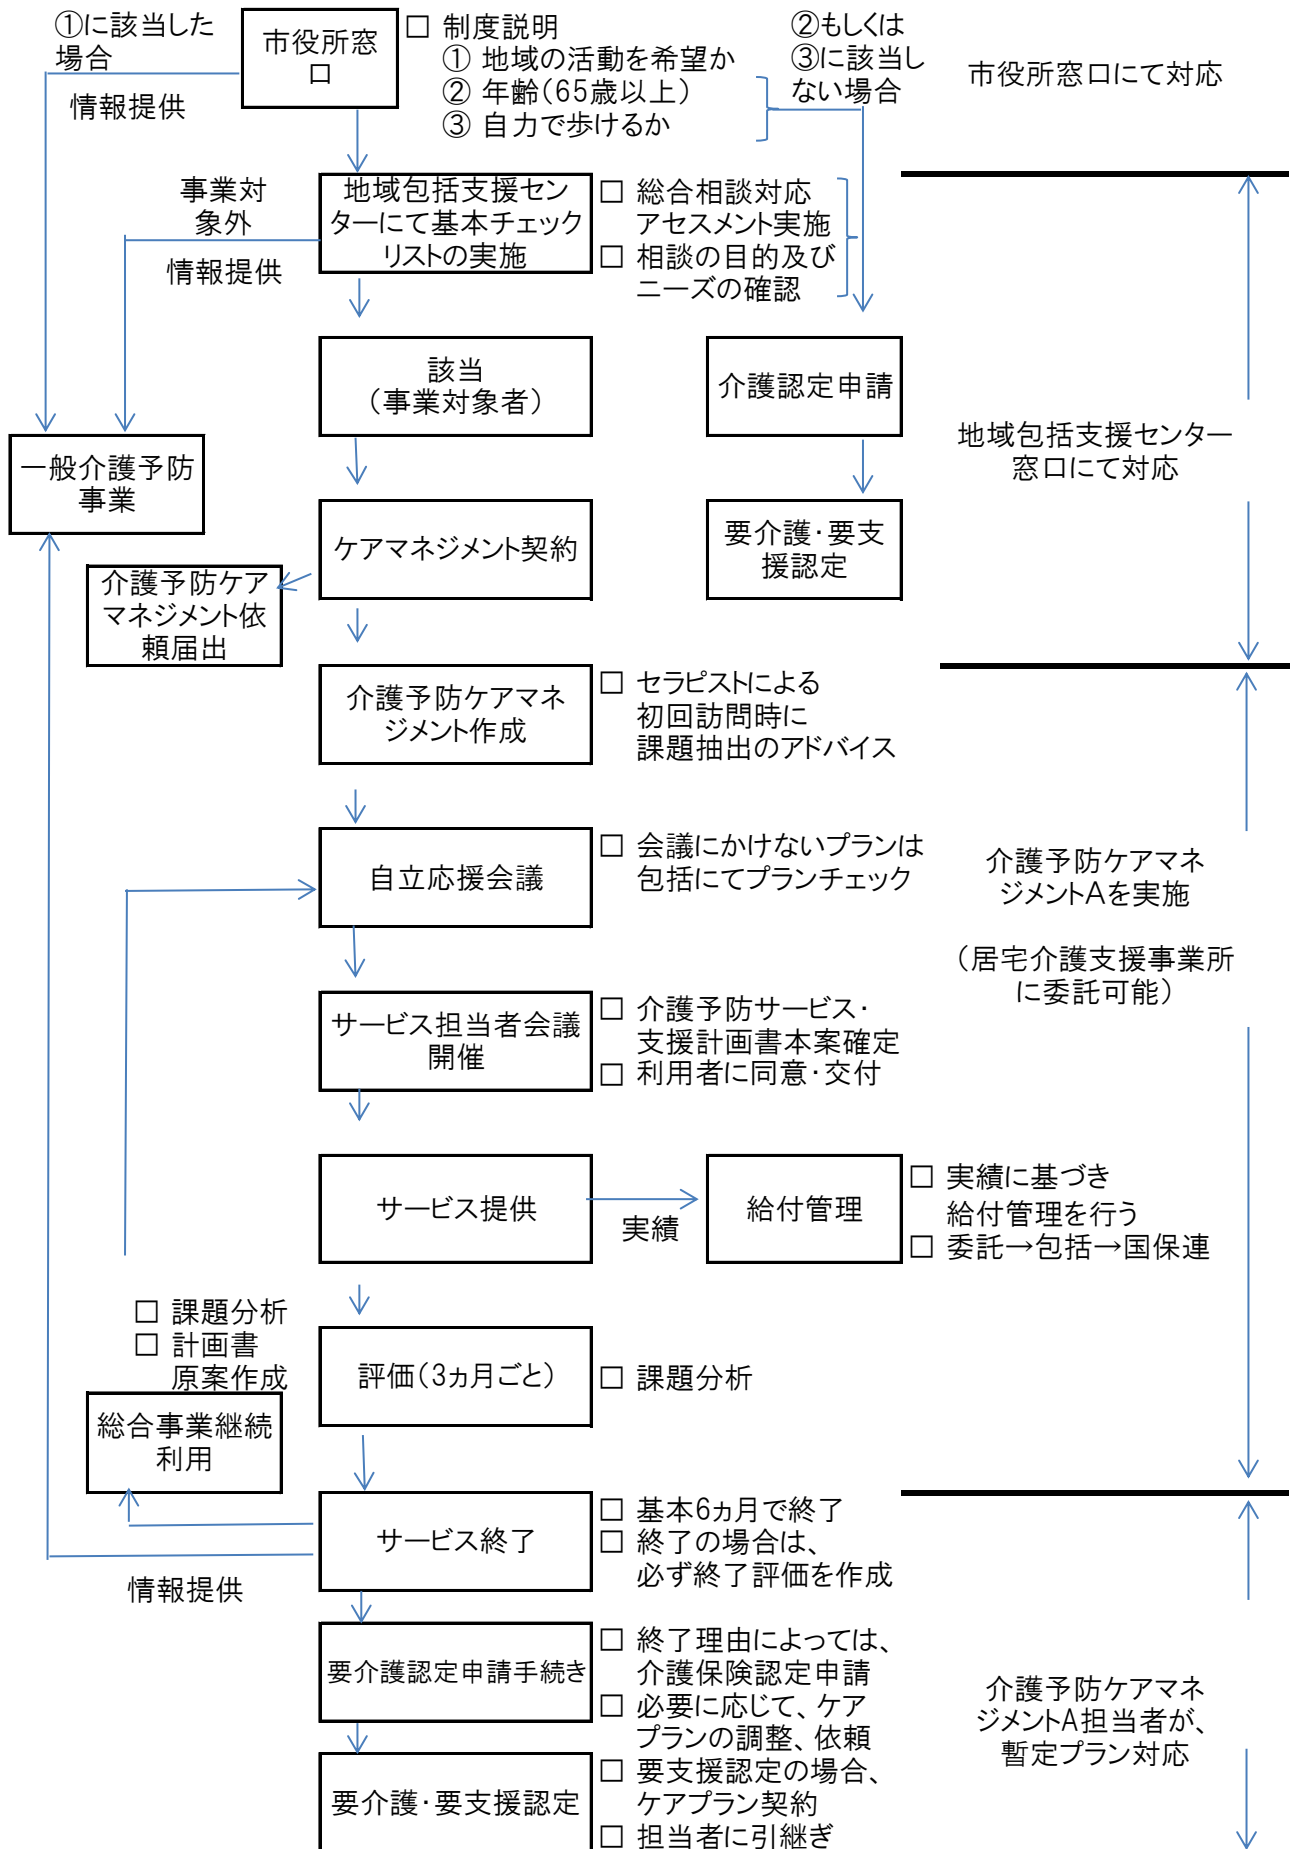 ①に該当した
場合
情報提供
市役所窓
口
□ 制度説明
① 地域の活動を希望か
② 年齢(65歳以上)
③ 自力で歩けるか
②もしくは
③に該当し
ない場合
市役所窓口にて対応
事業対
象外
情報提供
地域包括支援セン
ターにて基本チェック
リストの実施
□ 総合相談対応
アセスメント実施
□ 相談の目的及び
ニーズの確認
該当
(事業対象者)
介護認定申請
地域包括支援センター
窓口にて対応
一般介護予防
事業
ケアマネジメント契約
要介護・要支
援認定
介護予防ケア
マネジメント依
頼届出
介護予防ケアマネ
ジメント作成
□ セラピストによる
初回訪問時に
課題抽出のアドバイス
自立応援会議
□ 会議にかけないプランは
包括にてプランチェック
介護予防ケアマネ
ジメントAを実施
(居宅介護支援事業所
に委託可能)
サービス担当者会議
開催
□ 介護予防サービス・
支援計画書本案確定
□ 利用者に同意・交付
サービス提供
実績
給付管理
□ 実績に基づき
給付管理を行う
□ 委託→包括→国保連
□ 課題分析
□ 計画書
原案作成
評価(3ヵ月ごと)
□ 課題分析
総合事業継続
利用
サービス終了
□ 基本6ヵ月で終了
□ 終了の場合は、
必ず終了評価を作成
情報提供
要介護認定申請手続き
□ 終了理由によっては、
介護保険認定申請
□ 必要に応じて、ケア
プランの調整、依頼
介護予防ケアマネ
ジメントA担当者が、
暫定プラン対応
要介護・要支援認定
□ 要支援認定の場合、
ケアプラン契約
□ 担当者に引継ぎ